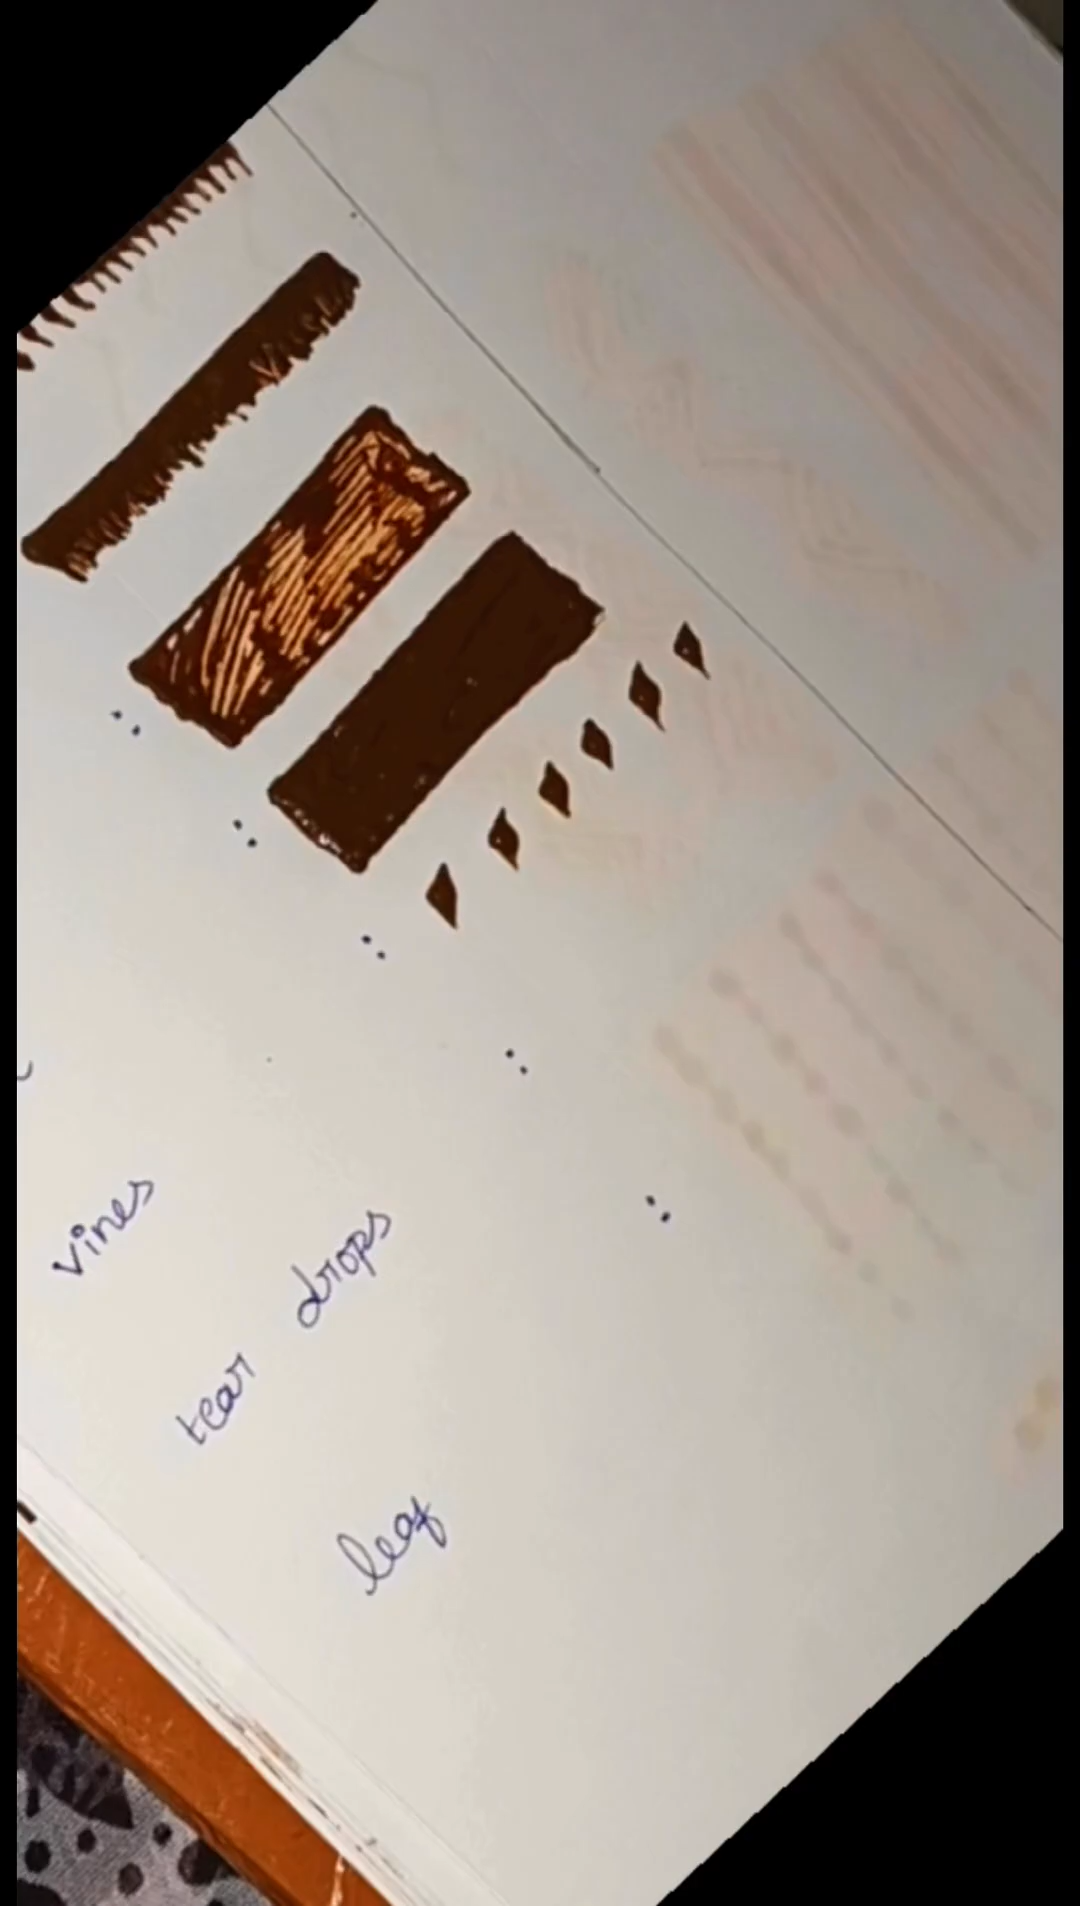 vines :
tear drops :
leaf :